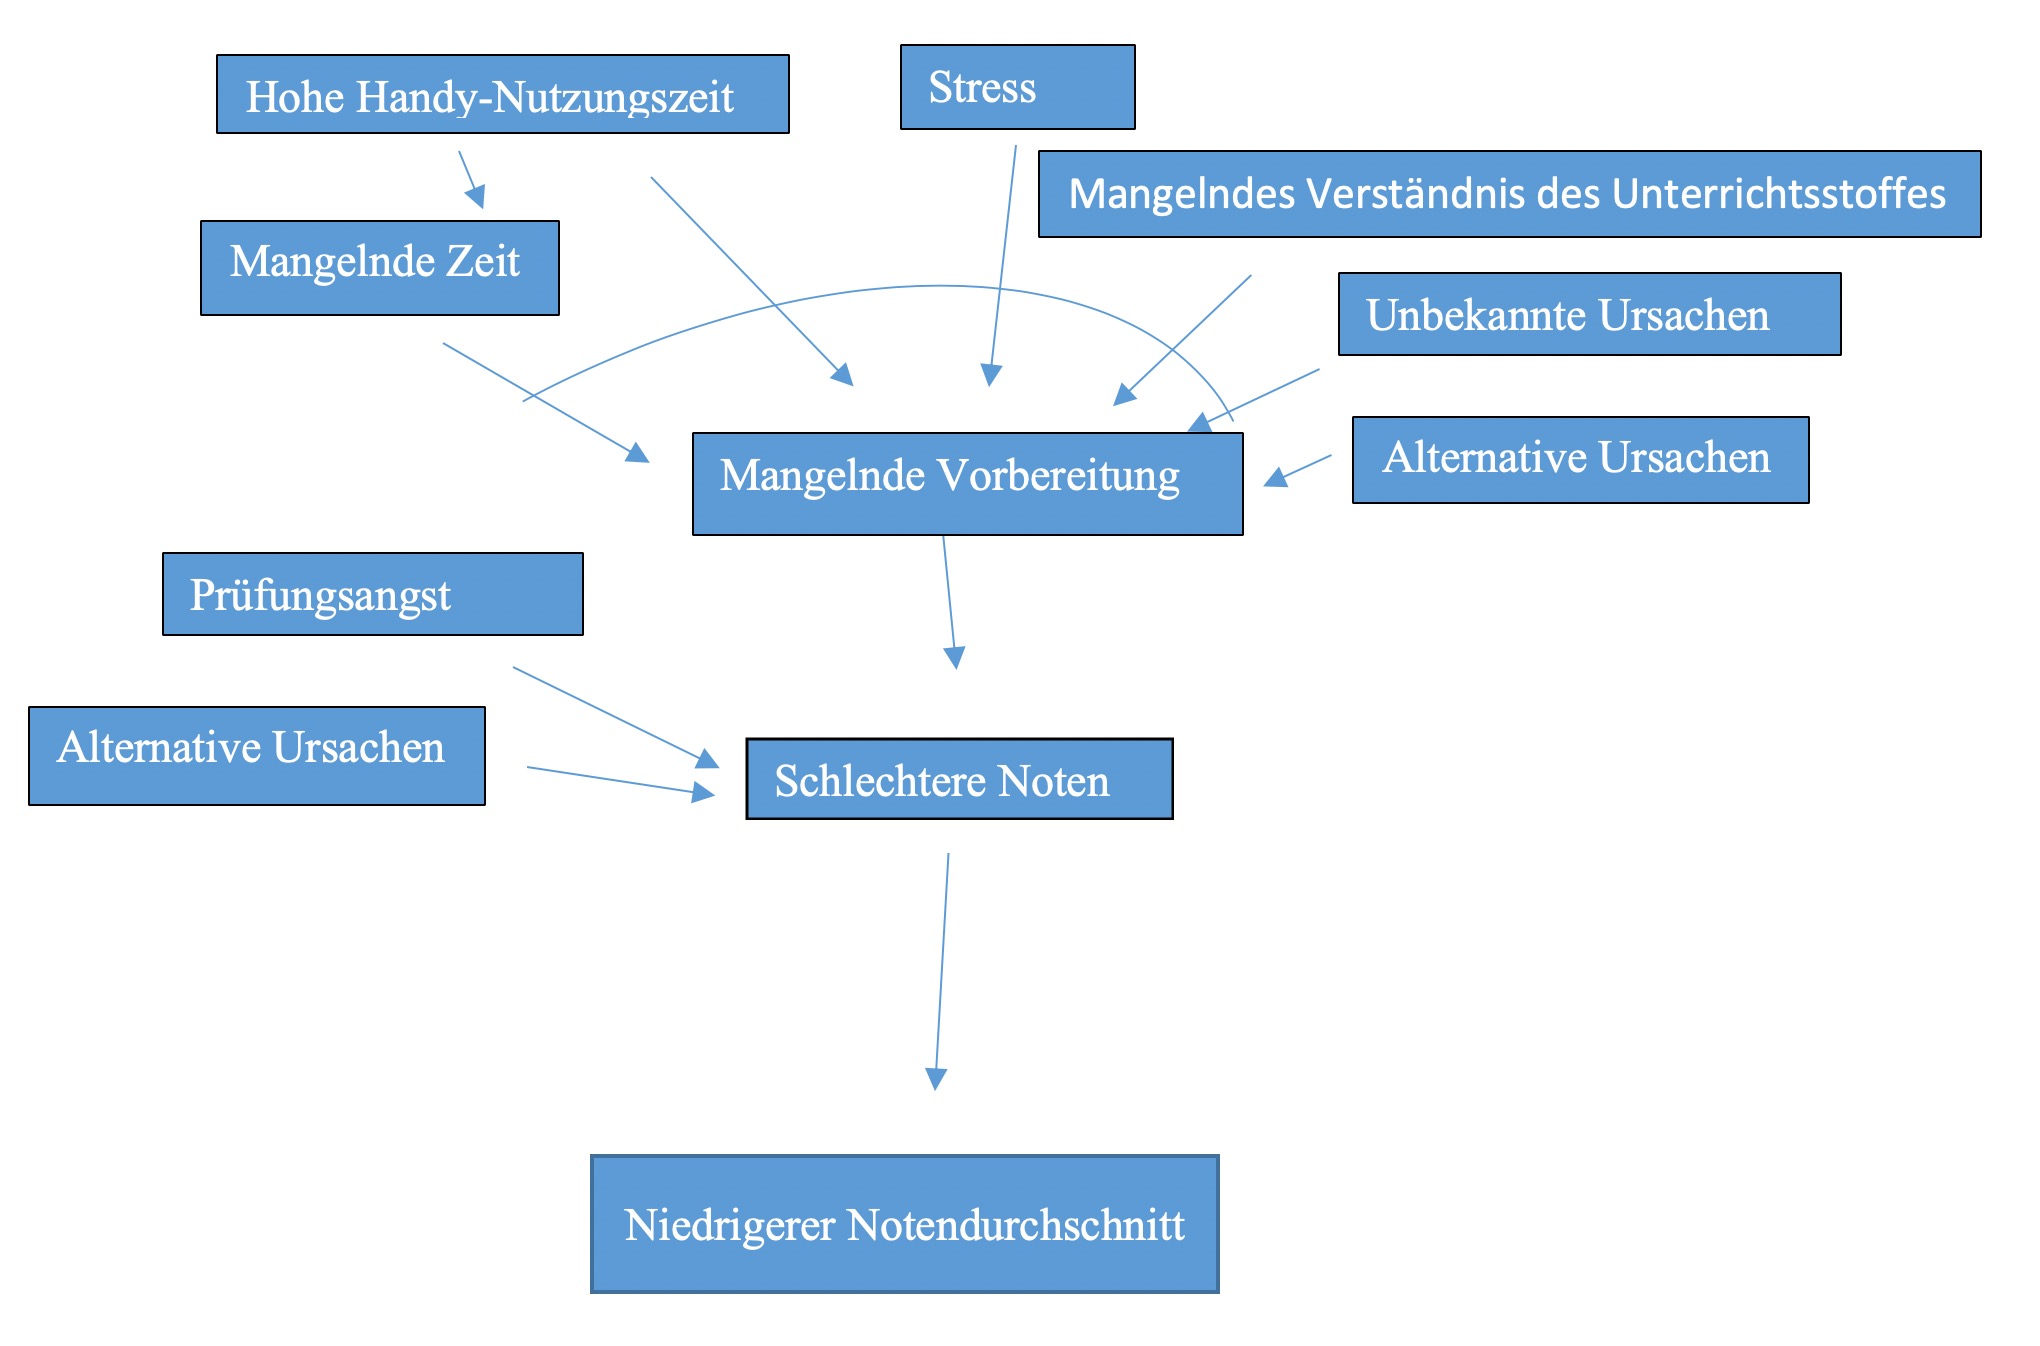 Hohe Handy-Nutzungszeit
Stress
Mangelndes Verständnis des Unterrichtsstoffes
Mangelnde Zeit
Unbekannte Ursachen
Alternative Ursachen
Mangelnde Vorbereitung
Prüfungsangst
Alternative Ursachen
Schlechtere Noten
Niedrigerer Notendurchschnitt